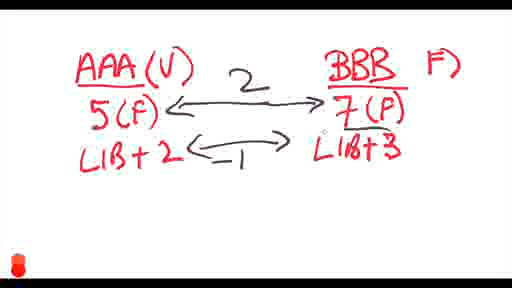 AAA (V) 2 BBB F)
5 (F) 7 (F)
LIB + 2 -1 LIB + 3